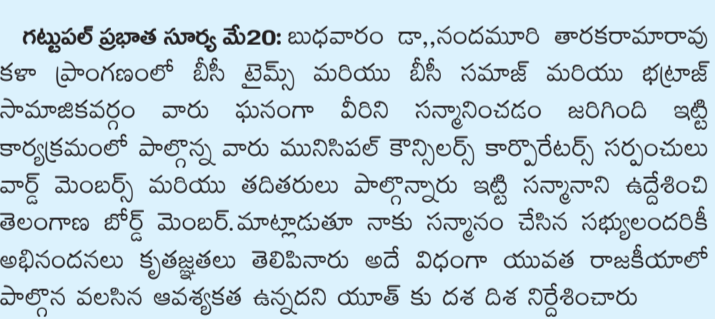 గట్టుపల్ ప్రభాత సూర్య మే20: బుధవారం డా,,నందమూరి తారకరామారావు
కళా ప్రాంగణంలో బీసీ టైమ్స్ మరియు బీసీ సమాజ్ మరియు భట్రాజ్
సామాజికవర్గం వారు ఘనంగా వీరిని సన్మానించడం జరిగింది ఇట్టి
కార్యక్రమంలో పాల్గొన్న వారు మునిసిపల్ కౌన్సిలర్స్ కార్పొరేటర్స్ సర్పంచులు
వార్డ్ మెంబర్స్ మరియు తదితరులు పాల్గొన్నారు ఇట్టి సన్మానాని ఉద్దేశించి
తెలంగాణ బోర్డ్ మెంబర్.మాట్లాడుతూ నాకు సన్మానం చేసిన సభ్యులందరికీ
అభినందనలు కృతజ్ఞతలు తెలిపినారు అదే విధంగా యువత రాజకీయాలో
పాల్గొన వలసిన ఆవశ్యకత ఉన్నదని యూత్ కు దశ దిశ నిర్దేశించారు